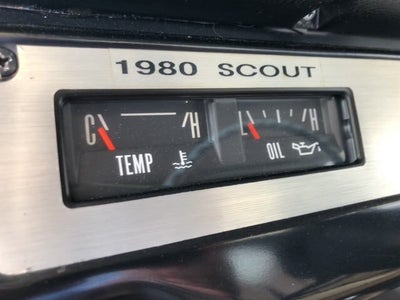 1980 SCOUT
C H L H
TEMP OIL